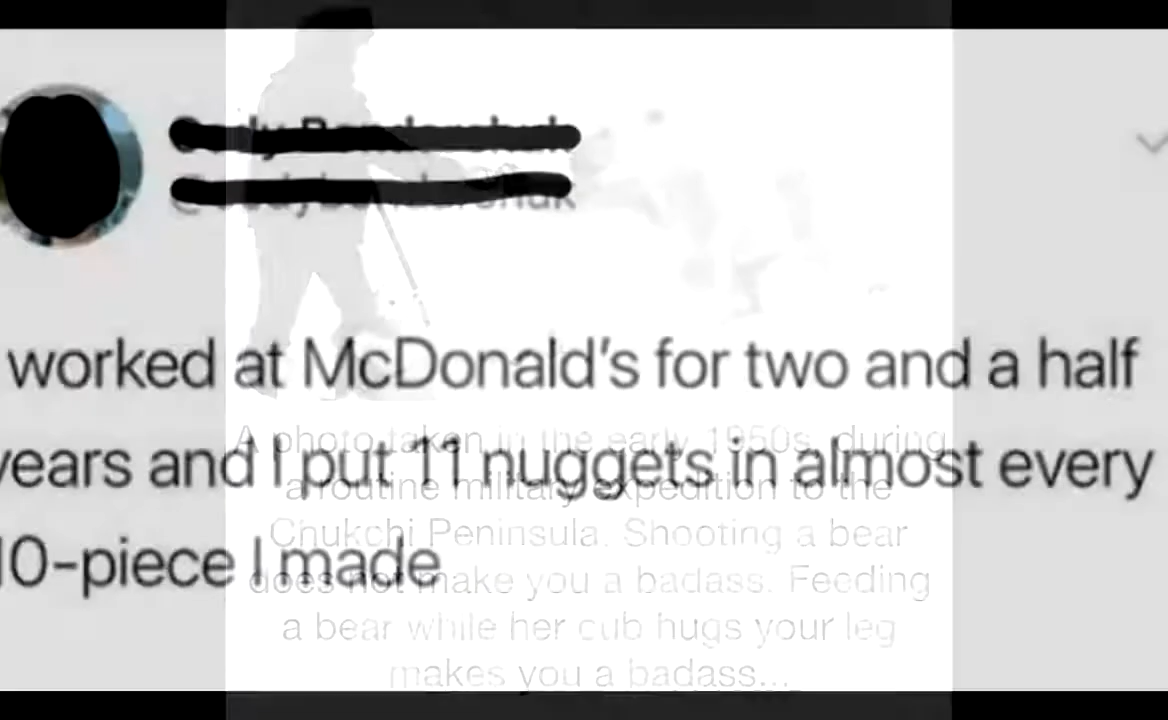 worked at McDonald's for two and a half
years and I put 11 nuggets in almost every
10-piece I made
A photo taken in the early 1950s, during
a routine military expedition to the
Chukchi Peninsula. Shooting a bear
does not make you a badass. Feeding
a bear while her cub hugs your leg
makes you a badass...